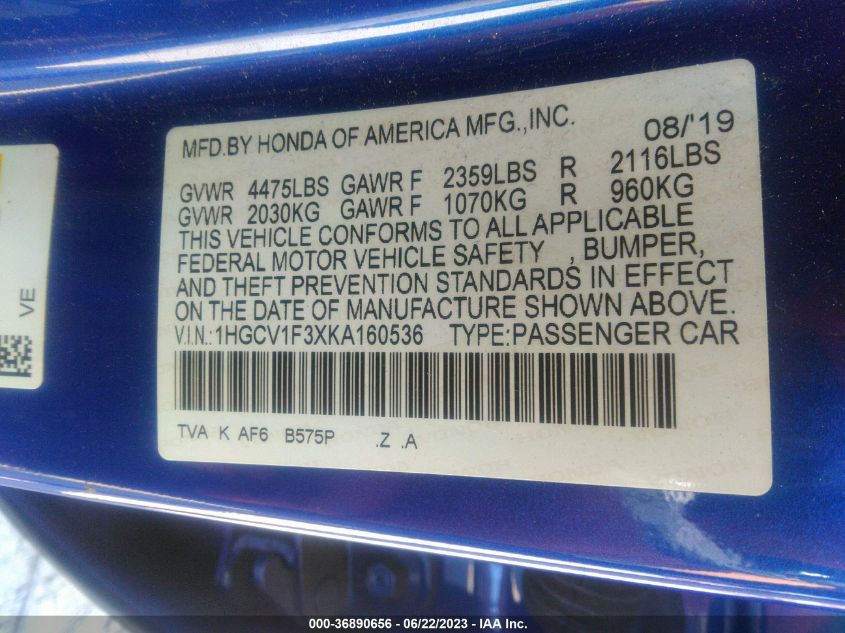 MFD.BY HONDA OF AMERICA MFG.,INC. 08/'19
GVWR 4475LBS GAWR F 2359LBS R 2116LBS
GVWR 2030KG GAWR F 1070KG R 960KG
THIS VEHICLE CONFORMS TO ALL APPLICABLE
FEDERAL MOTOR VEHICLE SAFETY , BUMPER,
AND THEFT PREVENTION STANDARDS IN EFFECT
ON THE DATE OF MANUFACTURE SHOWN ABOVE.
V.I.N.:1HGCV1F3XKA160536 TYPE:PASSENGER CAR
TVA K AF6 B575P .Z .A
VE
000-36890656 - 06/22/2023 - IAA Inc.